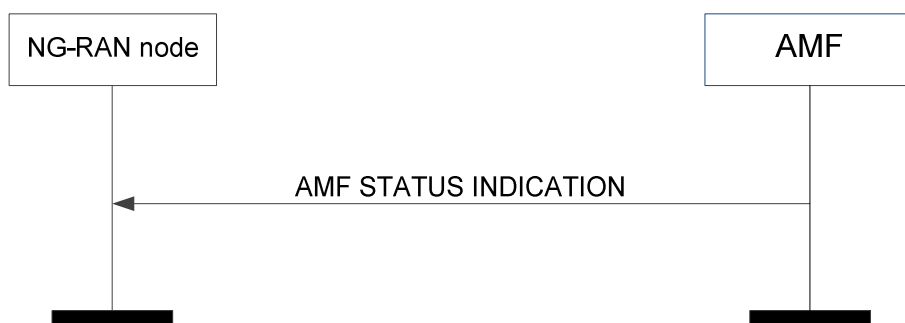 NG-RAN node
AMF
AMF STATUS INDICATION